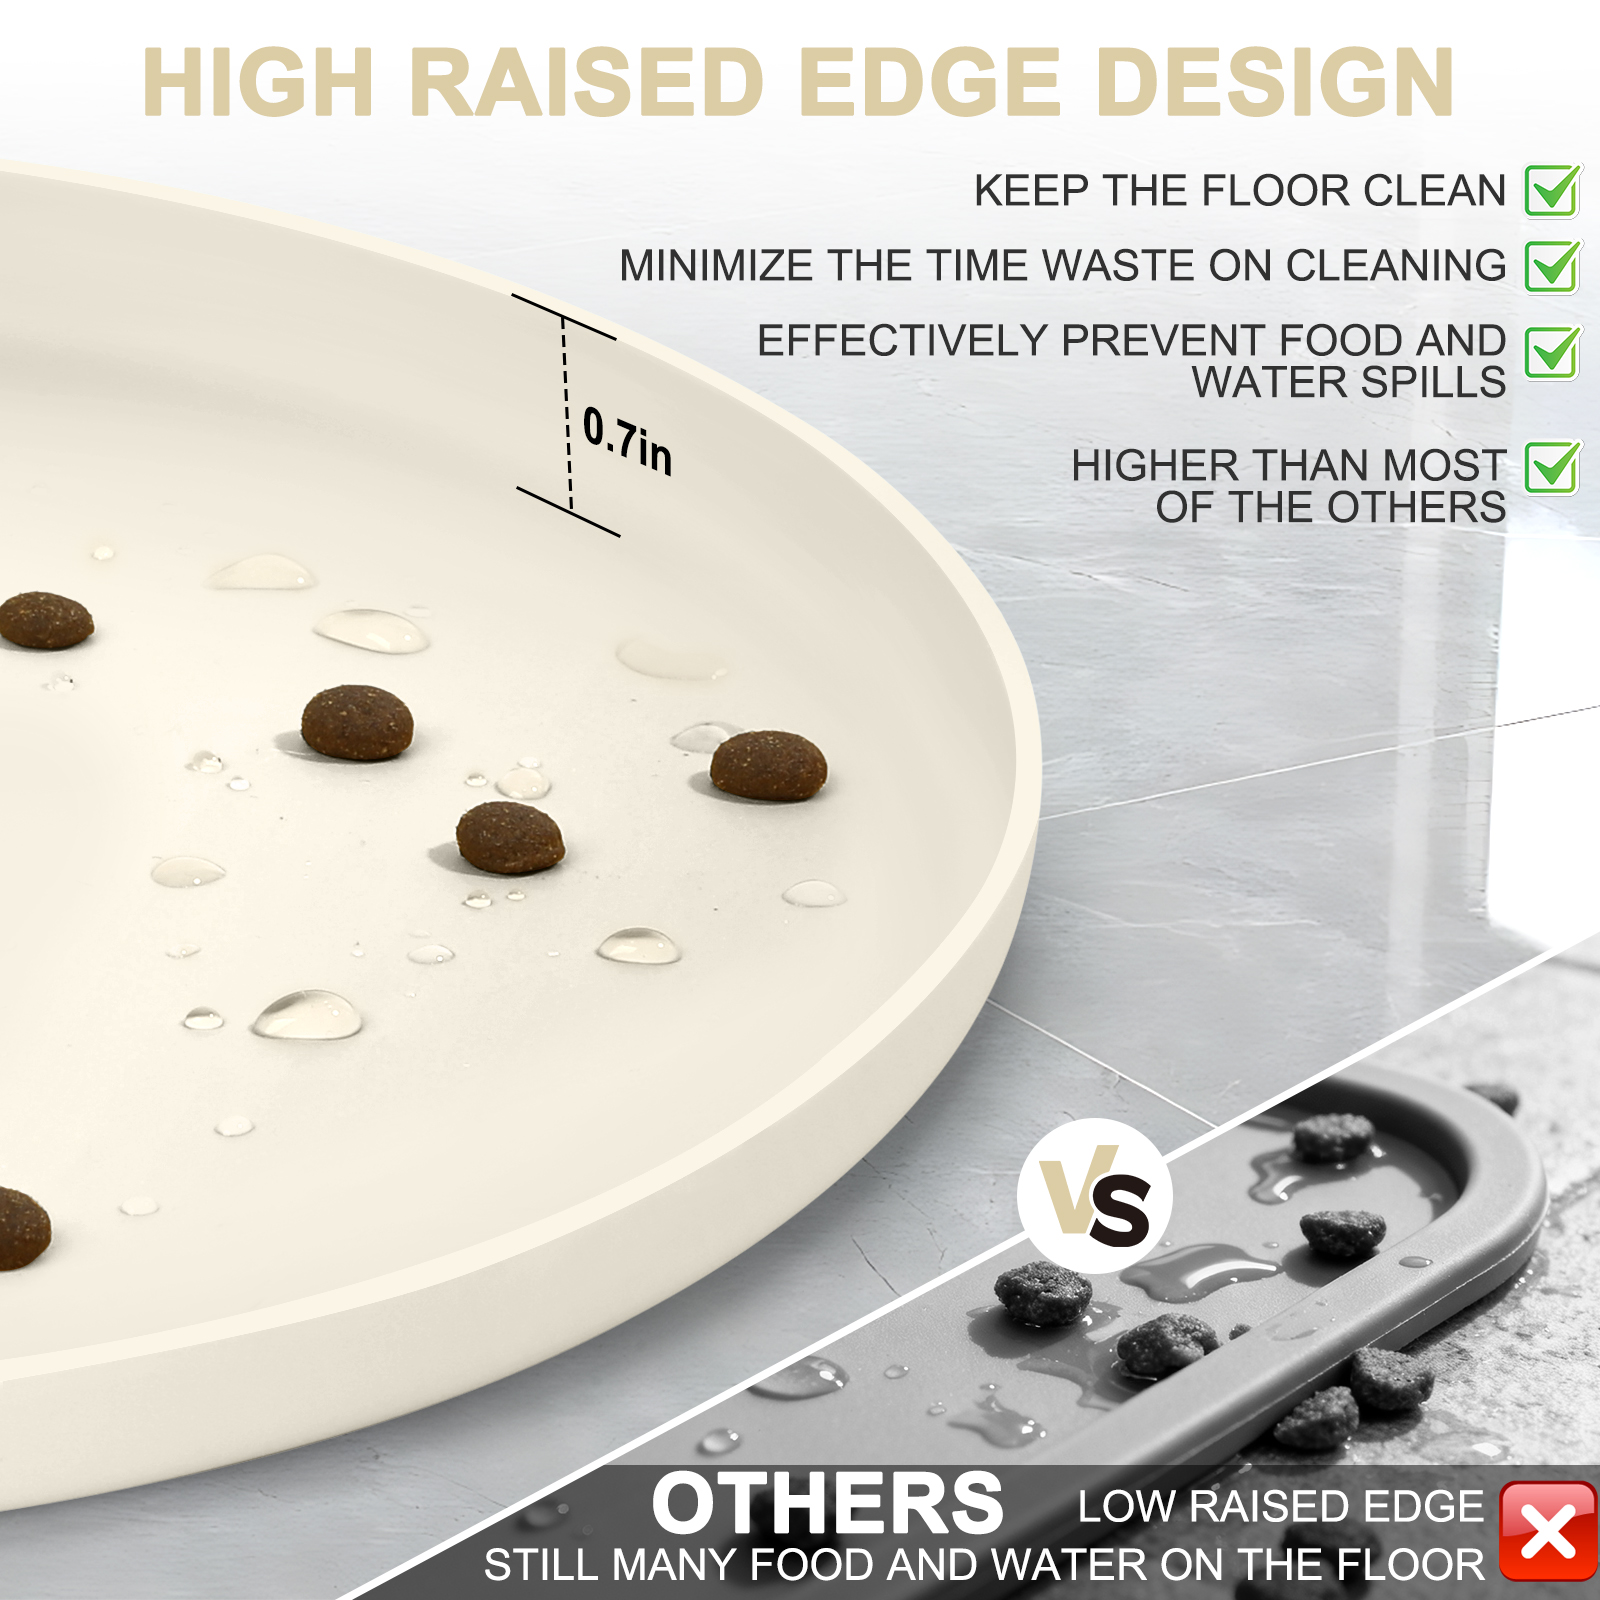 HIGH RAISED EDGE DESIGN
KEEP THE FLOOR CLEAN
MINIMIZE THE TIME WASTE ON CLEANING
EFFECTIVELY PREVENT FOOD AND
WATER SPILLS
HIGHER THAN MOST
OF THE OTHERS
0.7in
VS
OTHERS
LOW RAISED EDGE
STILL MANY FOOD AND WATER ON THE FLOOR